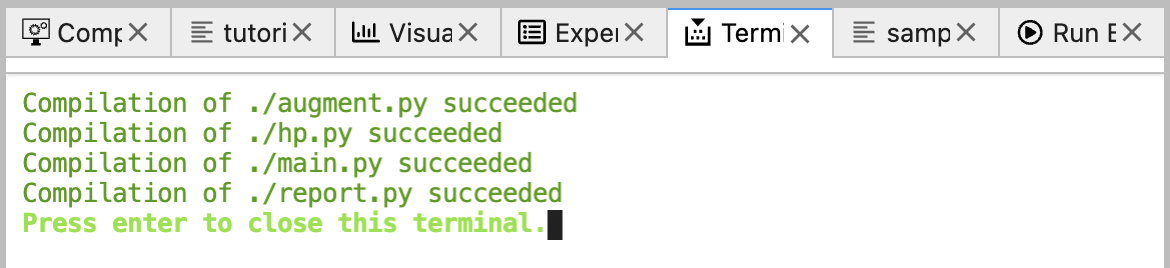 Comp tutori Visua Exper Termi samp Run E
Compilation of ./augment.py succeeded
Compilation of ./hp.py succeeded
Compilation of ./main.py succeeded
Compilation of ./report.py succeeded
Press enter to close this terminal.